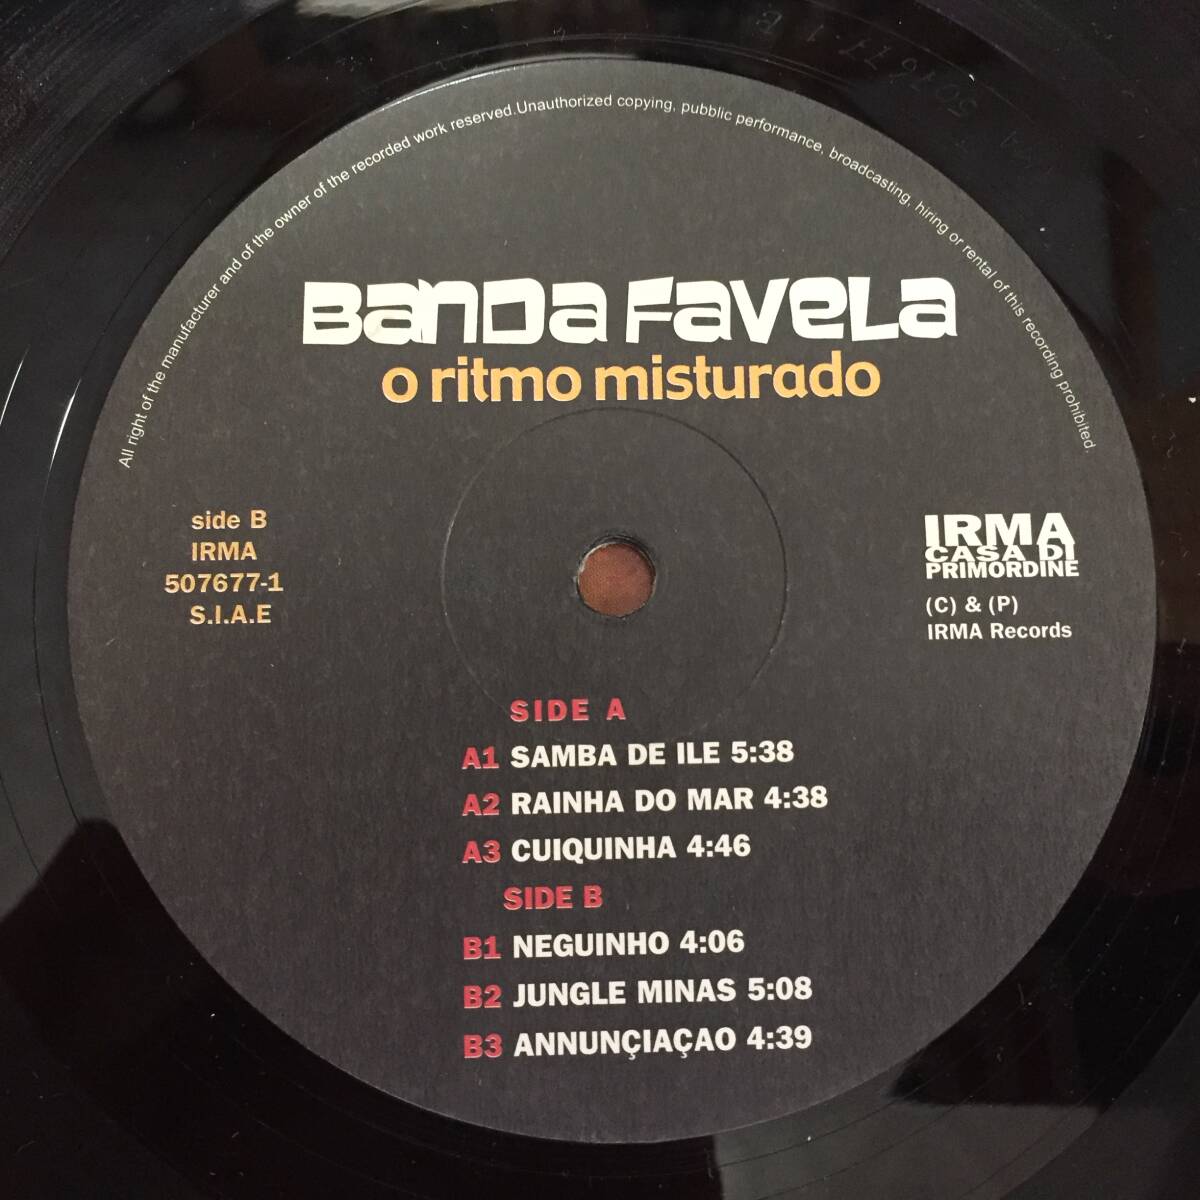 All right of the manufacturer and of the owner of the recorded work reserved.Unauthorized copying, pubblic performance, broadcasting, hiring or rental of this recording prohibited.
BANDA FAVELA
o ritmo misturado
side B
IRMA
507677-1
S.I.A.E
IRMA
CASA DI
PRIMORDINE
(C) & (P)
IRMA Records
SIDE A
A1 SAMBA DE ILE 5:38
A2 RAINHA DO MAR 4:38
A3 CUIQUINHA 4:46
SIDE B
B1 NEGUINHO 4:06
B2 JUNGLE MINAS 5:08
B3 ANNUNÇIAÇAO 4:39